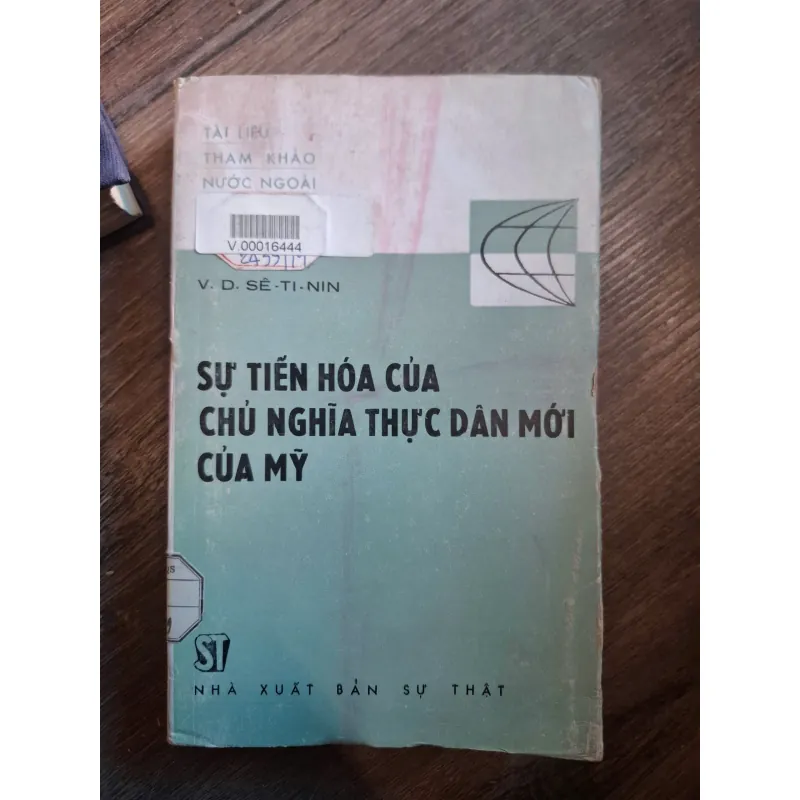 TÀI LIỆU
THAM KHẢO
NƯỚC NGOÀI
V.00016444
V. D. SÊ-TI-NIN
SỰ TIẾN HÓA CỦA
CHỦ NGHĨA THỰC DÂN MỚI
CỦA MỸ
ST
NHÀ XUẤT BẢN SỰ THẬT